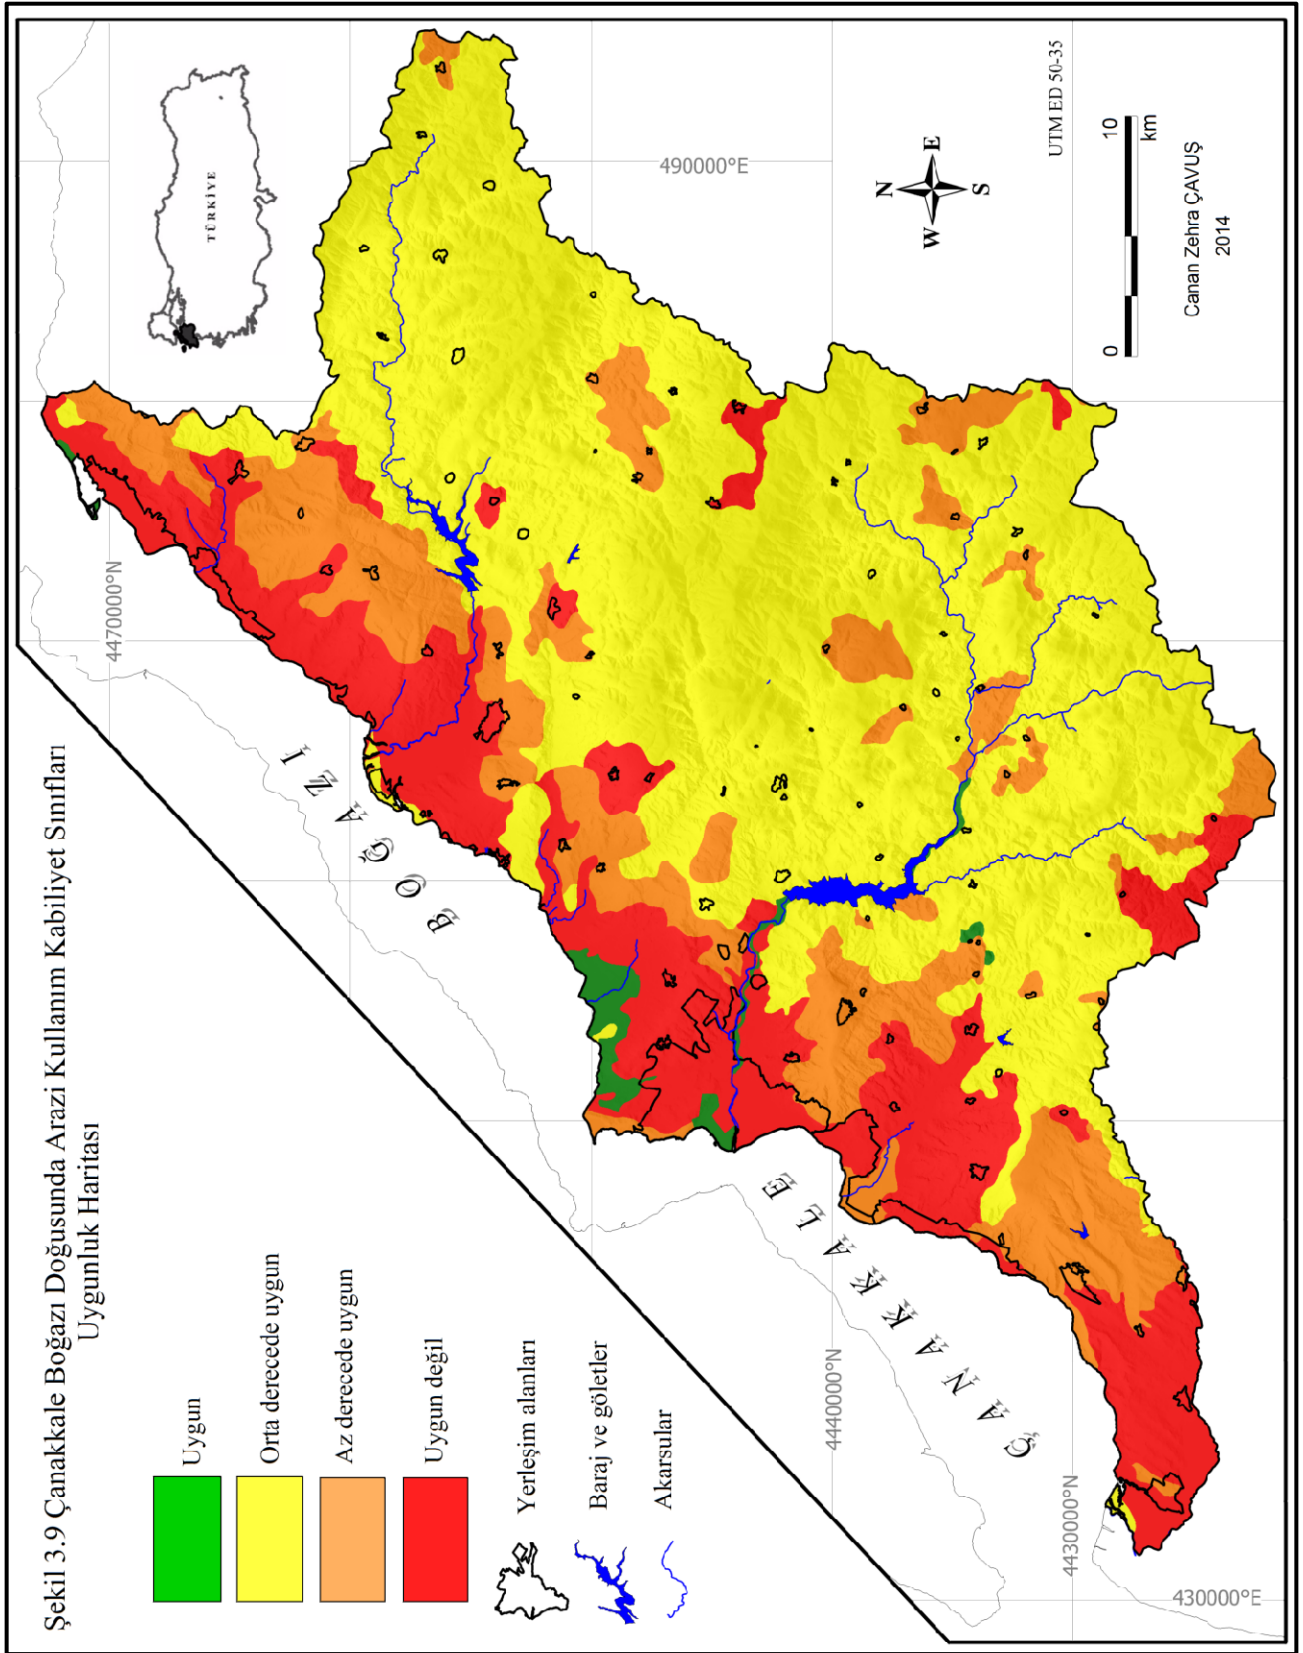 Şekil 3.9 Çanakkale Boğazı Doğusunda Arazi Kullanım Kabiliyet Sınıfları
Uygunluk Haritası
Uygun
Orta derecede uygun
Az derecede uygun
Uygun değil
Yerleşim alanları
Baraj ve göletler
Akarsular
TÜRKİYE
ÇANAKKALE
BOĞAZI
4470000°N
4440000°N
4430000°N
430000°E
490000°E
N
W
E
S
UTM ED 50-35
0
10
km
Canan Zehra ÇAVUŞ
2014